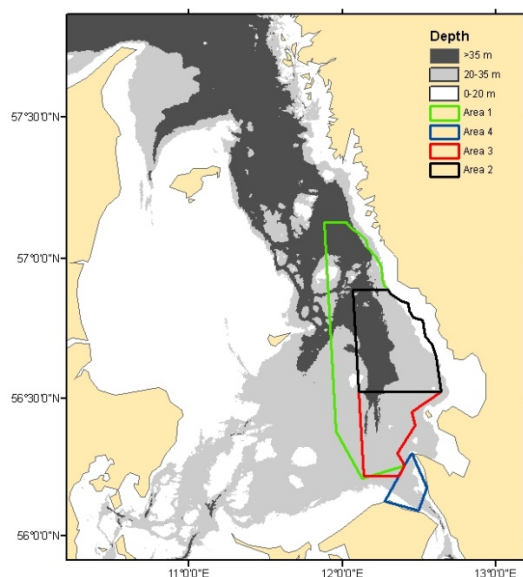 Depth
>35 m
20-35 m
0-20 m
Area 1
Area 4
Area 3
Area 2
57°30'0"N
57°0'0"N
56°30'0"N
56°0'0"N
11°0'0"E
12°0'0"E
13°0'0"E